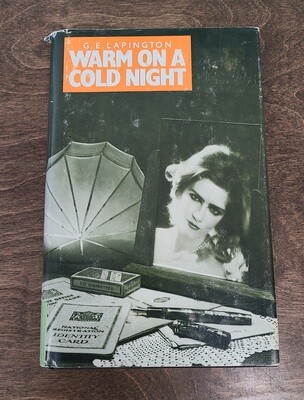 G. E. LAPINGTON
WARM ON A
COLD NIGHT
NATIONAL
REGISTRATION
IDENTITY
CARD